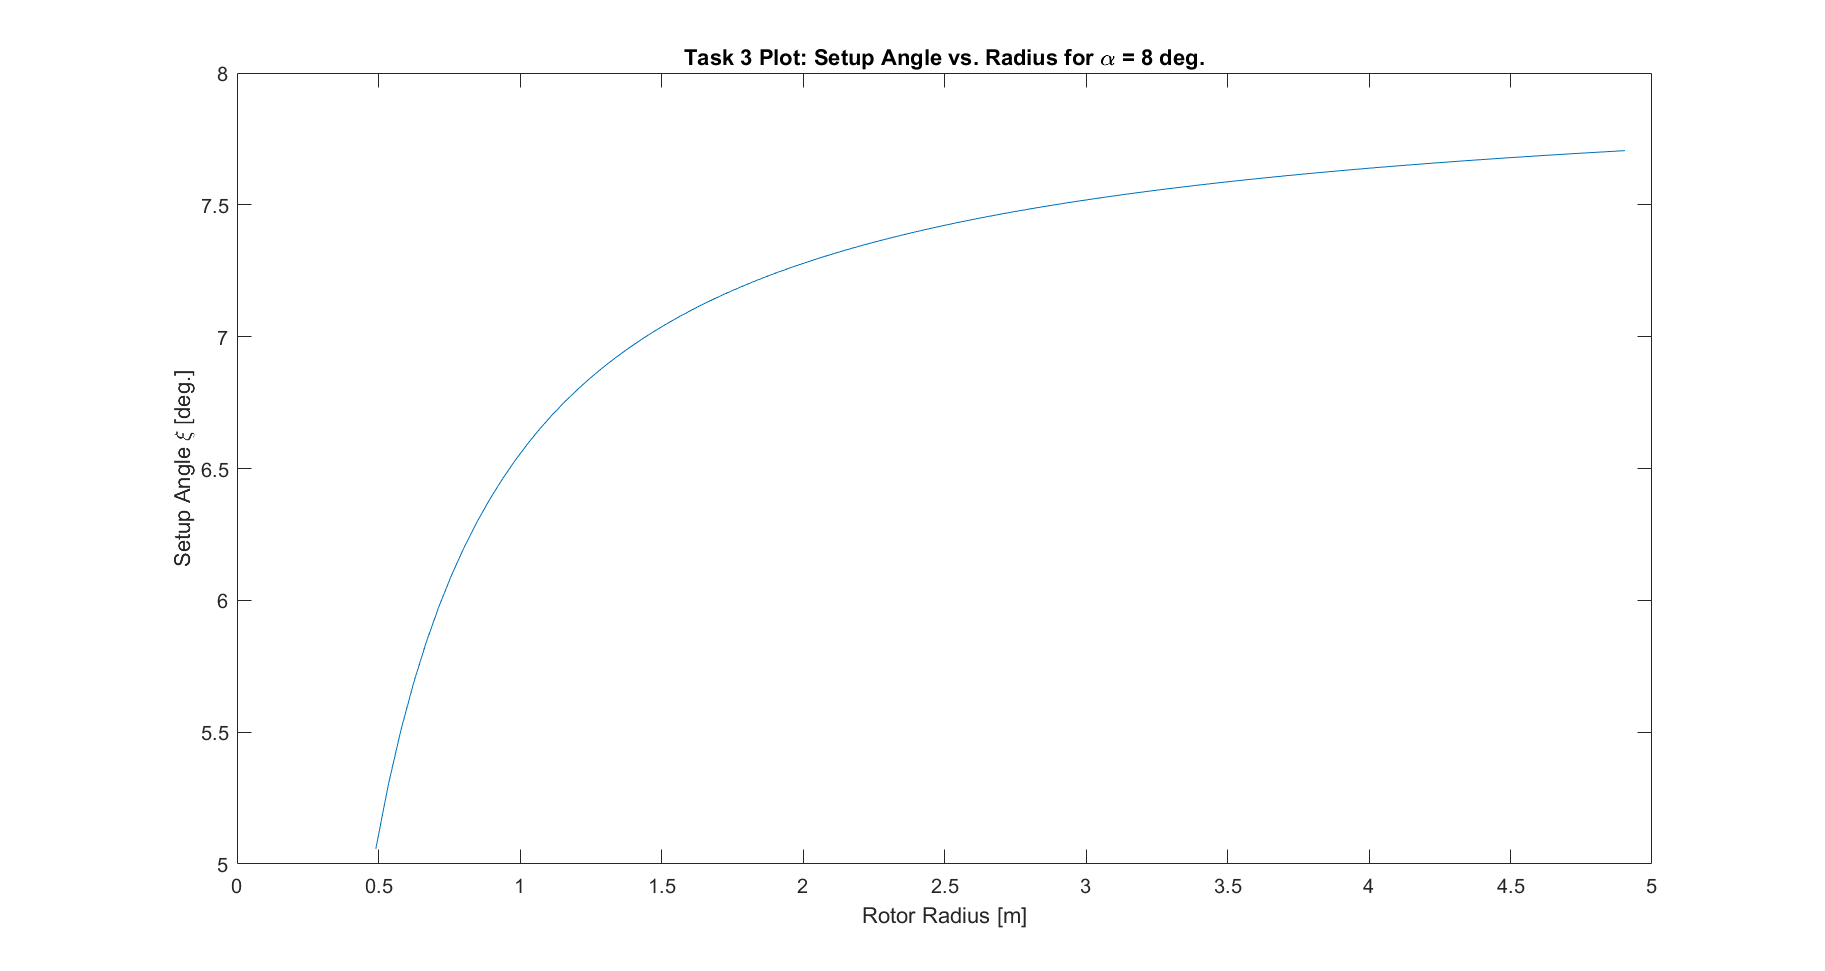 Task 3 Plot: Setup Angle vs. Radius for α = 8 deg.
8
7.5
7
6.5
6
5.5
5
Setup Angle ξ [deg.]
0 0.5 1 1.5 2 2.5 3 3.5 4 4.5 5
Rotor Radius [m]